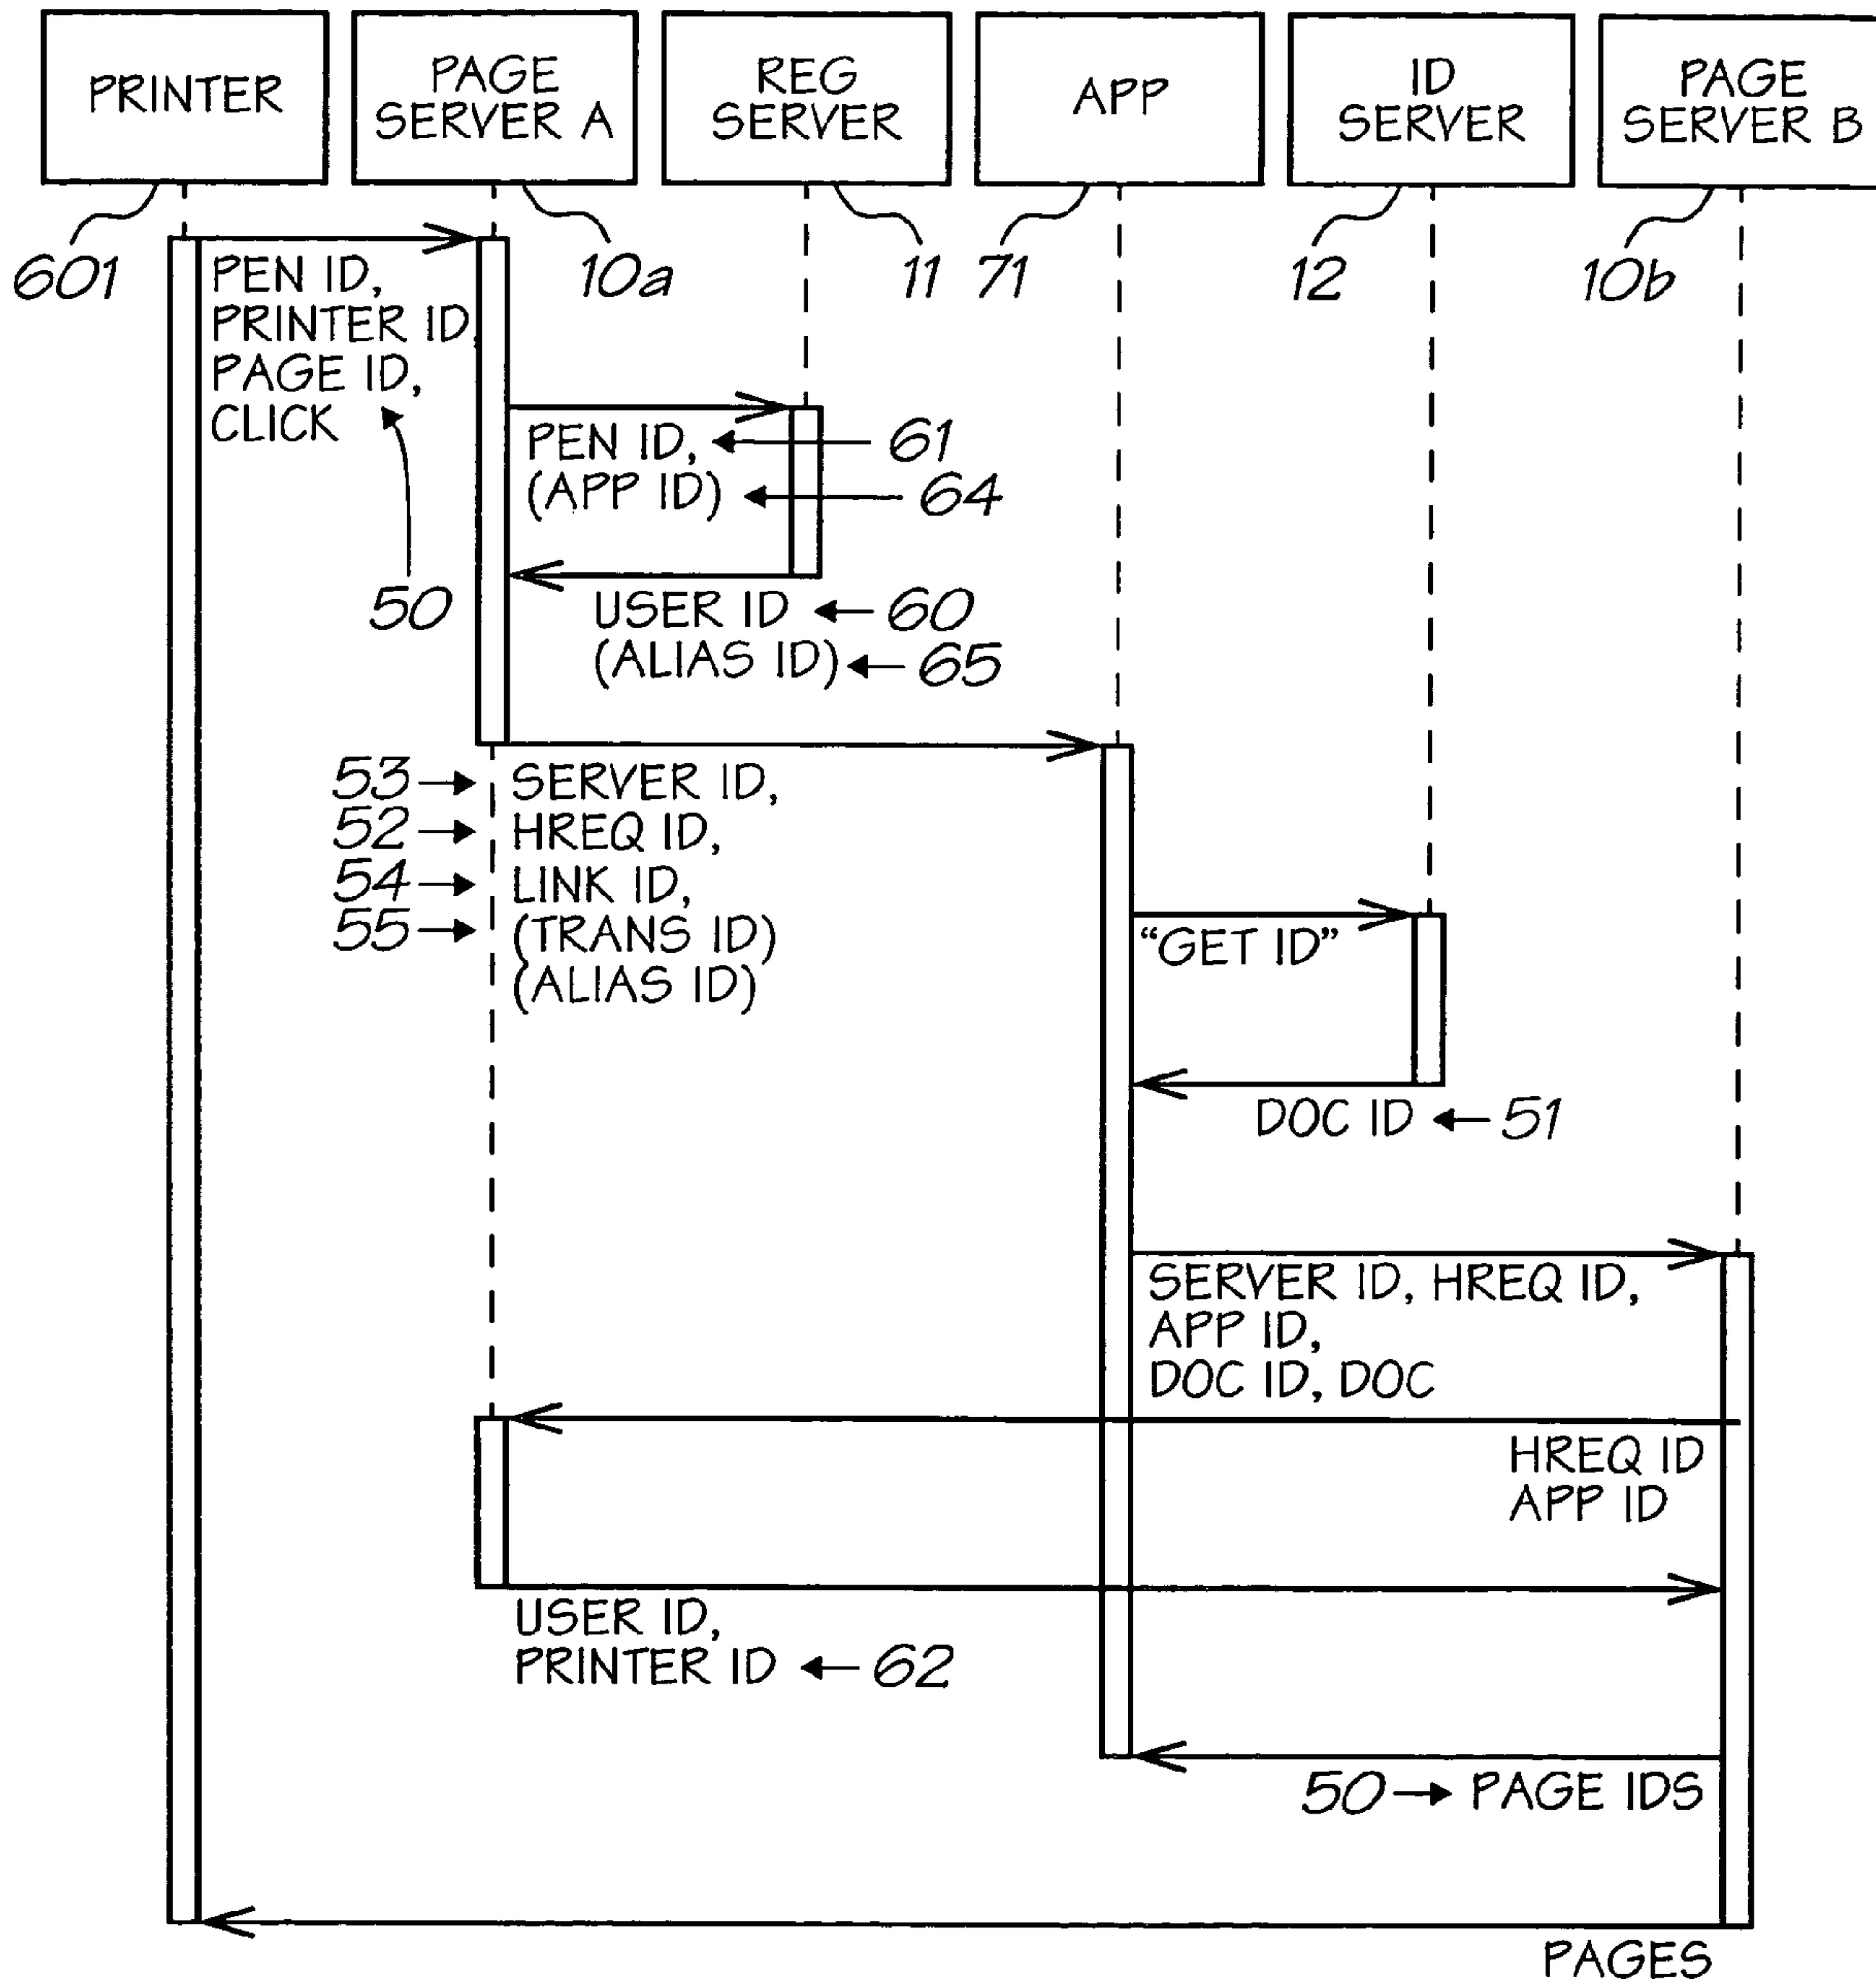 PRINTER
PAGE
SERVER A
REG
SERVER
APP
ID
SERVER
PAGE
SERVER B
601
10a
11
71
12
10b
PEN ID,
PRINTER ID
PAGE ID,
CLICK
50
PEN ID,
61
(APP ID)
64
USER ID
60
(ALIAS ID)
65
53
SERVER ID,
52
HREQ ID,
54
LINK ID,
55
(TRANS ID)
(ALIAS ID)
“GET ID”
DOC ID
51
SERVER ID, HREQ ID,
APP ID,
DOC ID, DOC
HREQ ID
APP ID
USER ID,
PRINTER ID
62
50
PAGE IDS
PAGES